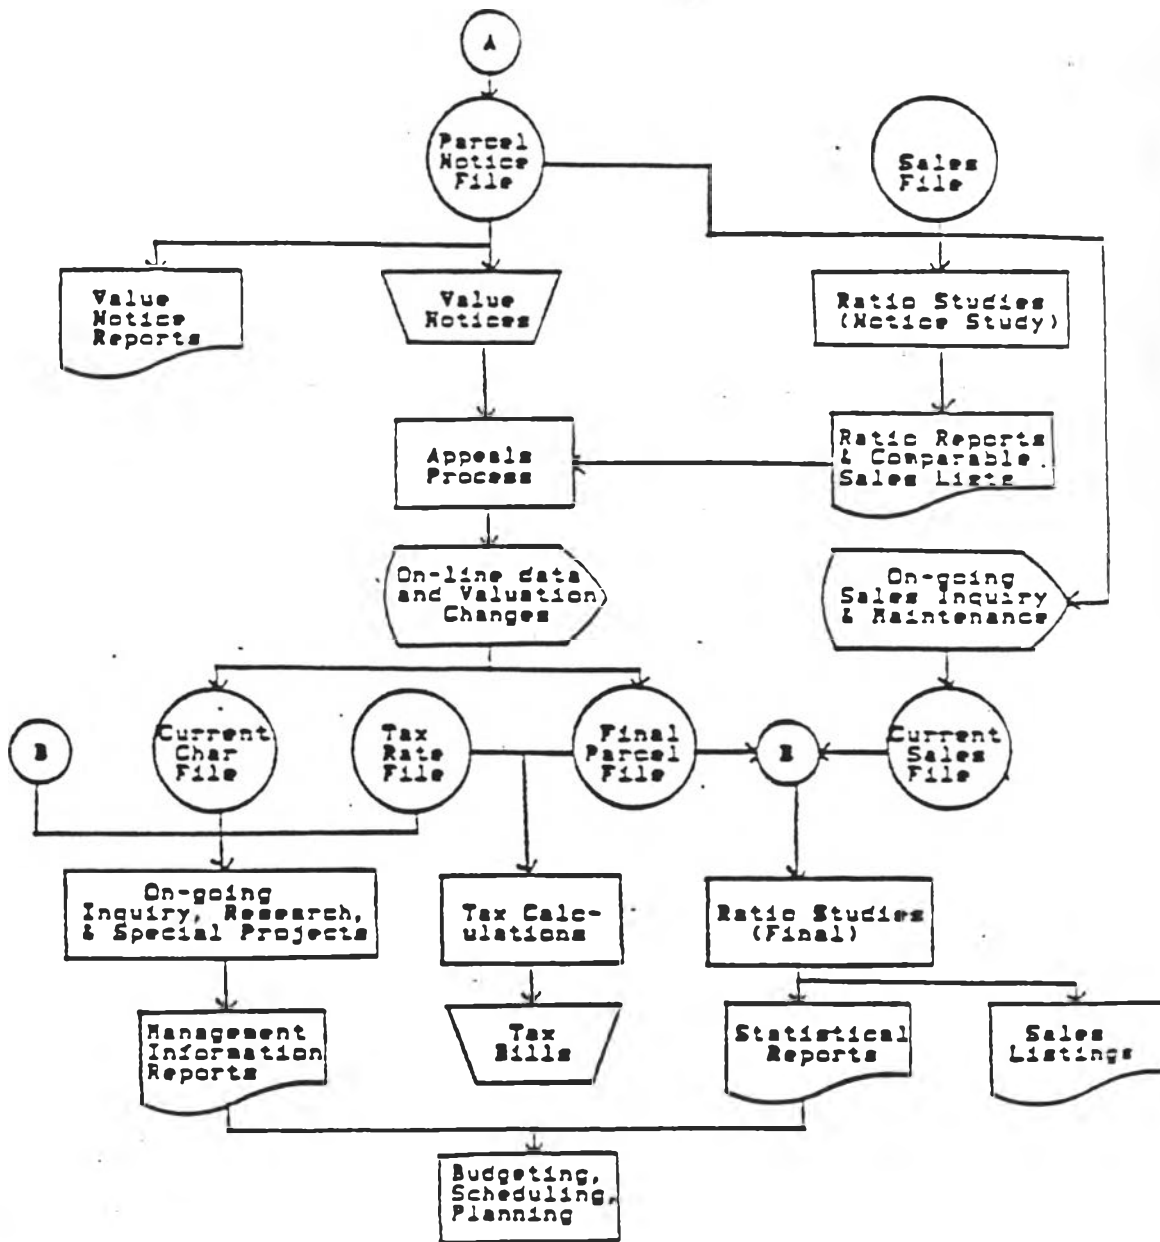 A
Parcel
Notice
File
Sales
File
Value
Notice
Reports
Value
Notices
Ratio Studies
(Notice Study)
Appeals
Process
Ratio Reports
& Comparable
Sales Lists
On-line data
and Valuation
Changes
On-going
Sales Inquiry
& Maintenance
B
Current
Char
File
Tax
Rate
File
Final
Parcel
File
B
Current
Sales
File
On-going
Inquiry, Research,
& Special Projects
Tax Calc-
ulations
Ratio Studies
(Final)
Management
Information
Reports
Tax
Bills
Statistical
Reports
Sales
Listings
Budgeting,
Scheduling,
Planning